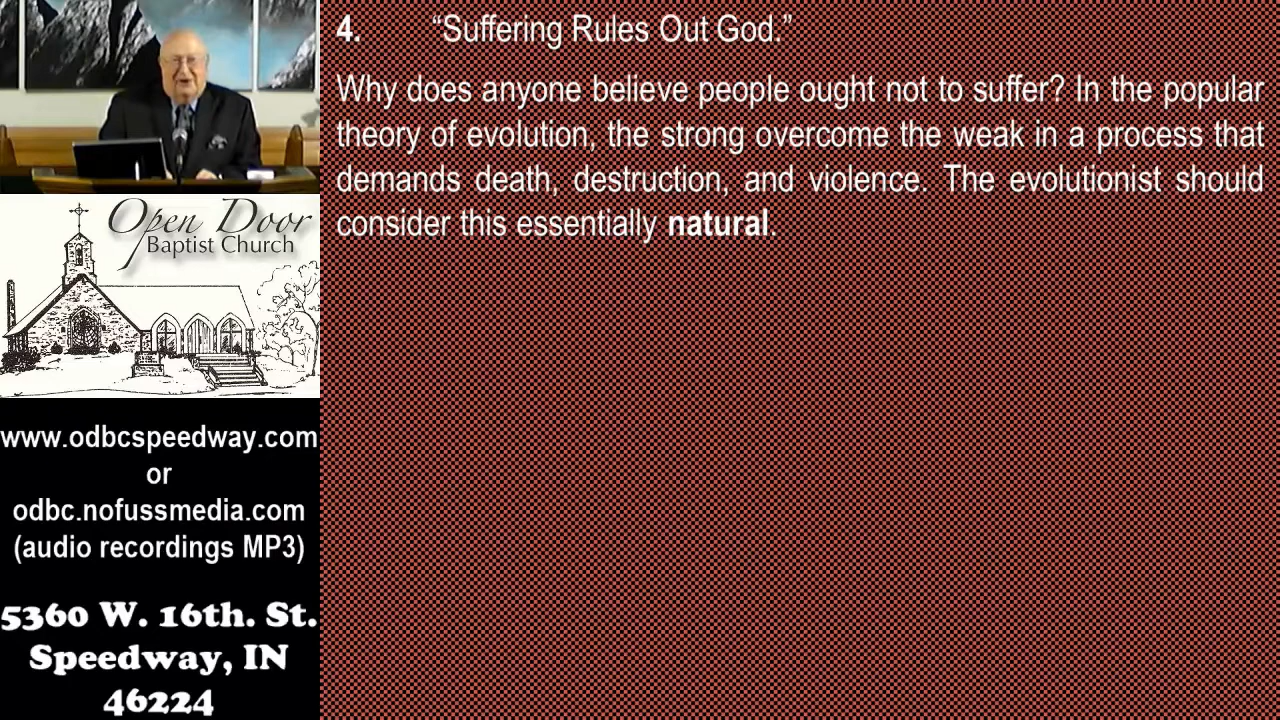 4. “Suffering Rules Out God.”
Why does anyone believe people ought not to suffer? In the popular
theory of evolution, the strong overcome the weak in a process that
demands death, destruction, and violence. The evolutionist should
consider this essentially natural.
Open Door
Baptist Church
www.odbcspeedway.com
or
odbc.nofussmedia.com
(audio recordings MP3)
5360 W. 16th. St.
Speedway, IN
46224